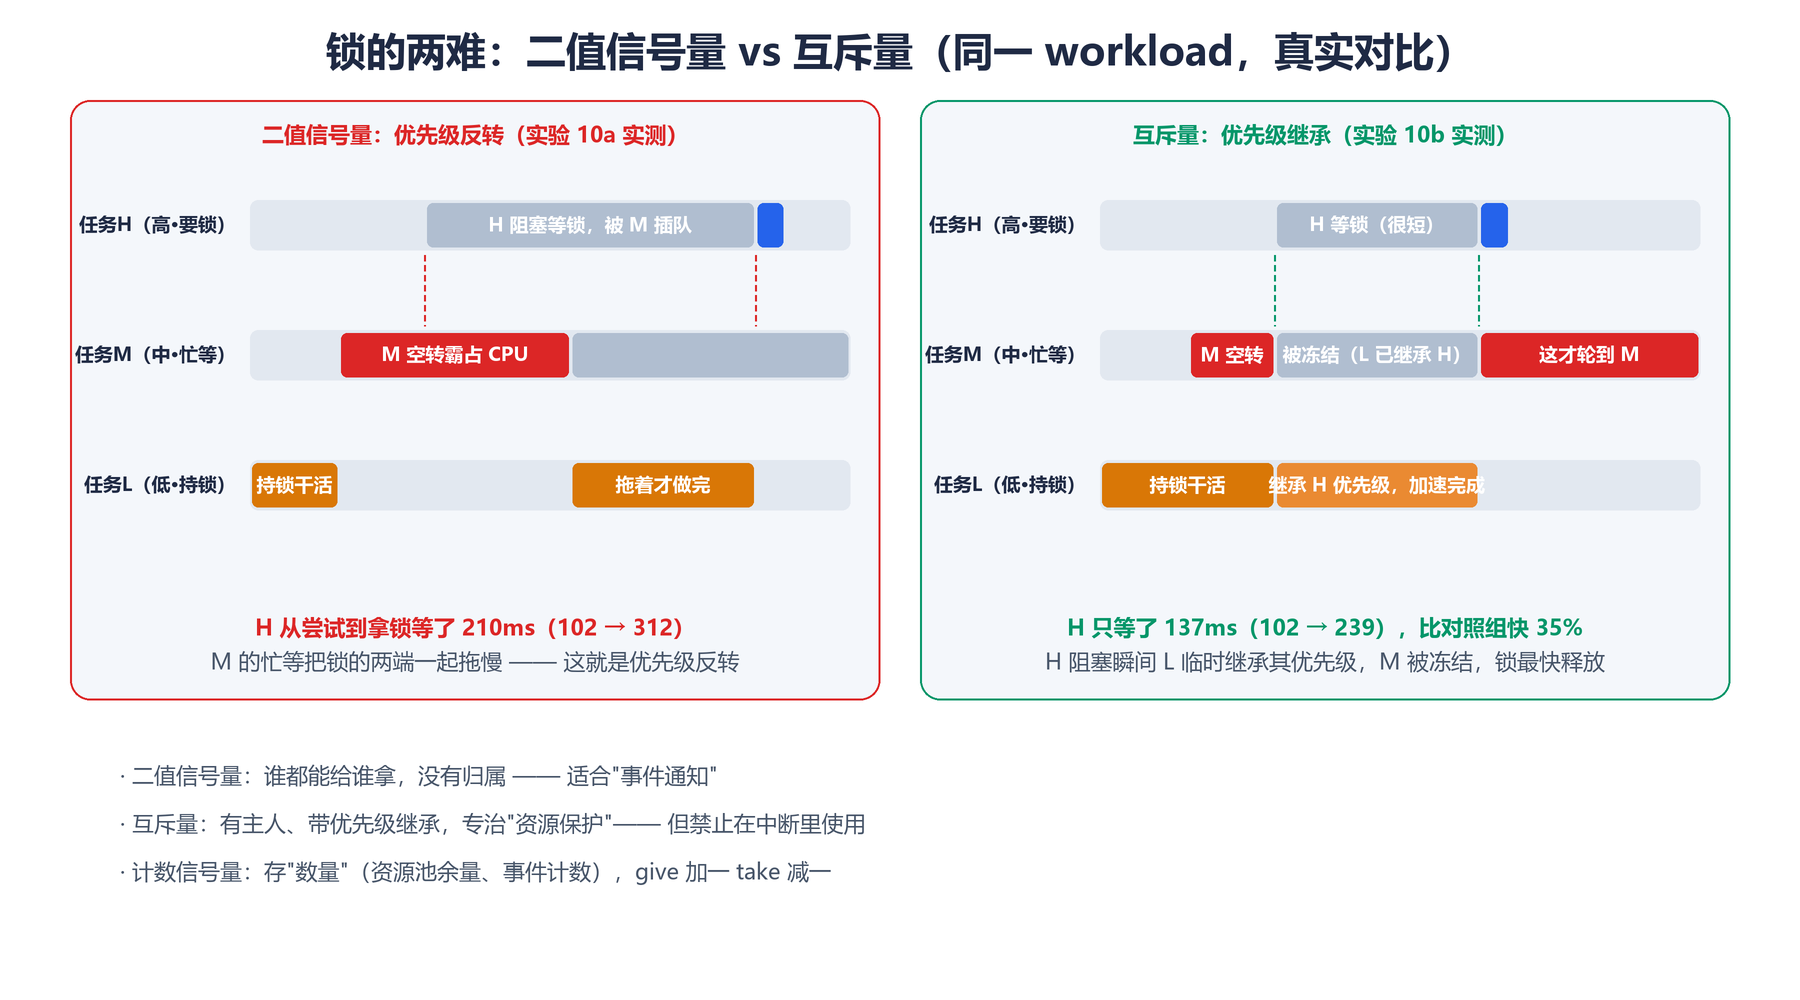 锁的两难：二值信号量 vs 互斥量（同一 workload，真实对比）
二值信号量：优先级反转（实验 10a 实测）
任务H（高·要锁）
H 阻塞等锁，被 M 插队
任务M（中·忙等）
M 空转霸占 CPU
任务L（低·持锁）
持锁干活
拖着才做完
H 从尝试到拿锁等了 210ms（102 → 312）
M 的忙等把锁的两端一起拖慢 —— 这就是优先级反转
互斥量：优先级继承（实验 10b 实测）
任务H（高·要锁）
H 等锁（很短）
任务M（中·忙等）
M 空转
被冻结（L 已继承 H）
这才轮到 M
任务L（低·持锁）
持锁干活
继承 H 优先级，加速完成
H 只等了 137ms（102 → 239），比对照组快 35%
H 阻塞瞬间 L 临时继承其优先级，M 被冻结，锁最快释放
· 二值信号量：谁都能给谁拿，没有归属 —— 适合"事件通知"
· 互斥量：有主人、带优先级继承，专治"资源保护"—— 但禁止在中断里使用
· 计数信号量：存"数量"（资源池余量、事件计数），give 加一 take 减一